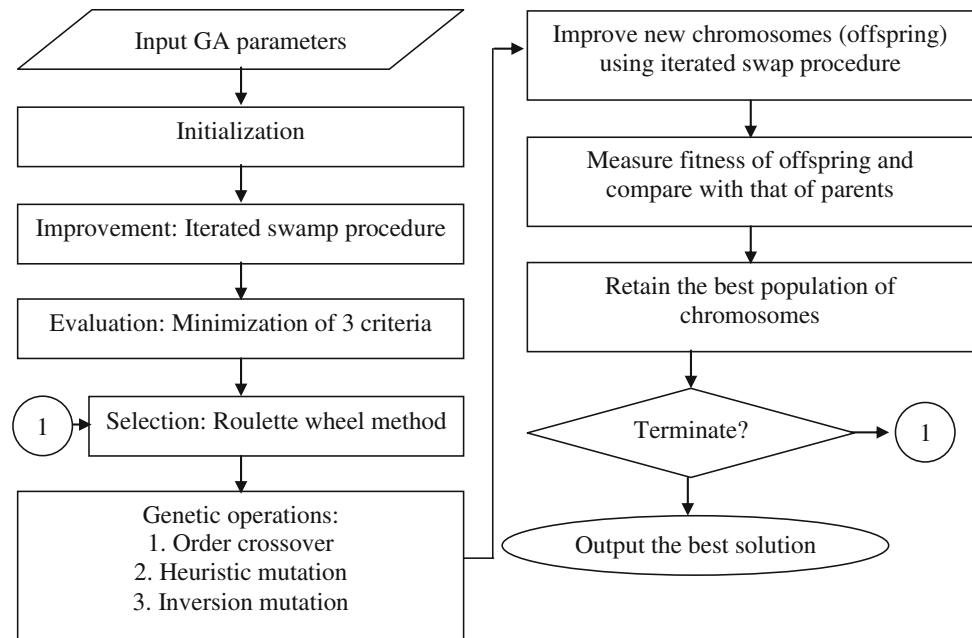 Input GA parameters
Initialization
Improvement: Iterated swamp procedure
Evaluation: Minimization of 3 criteria
1
Selection: Roulette wheel method
Genetic operations:
1. Order crossover
2. Heuristic mutation
3. Inversion mutation
Improve new chromosomes (offspring)
using iterated swap procedure
Measure fitness of offspring and
compare with that of parents
Retain the best population of
chromosomes
Terminate?
1
Output the best solution